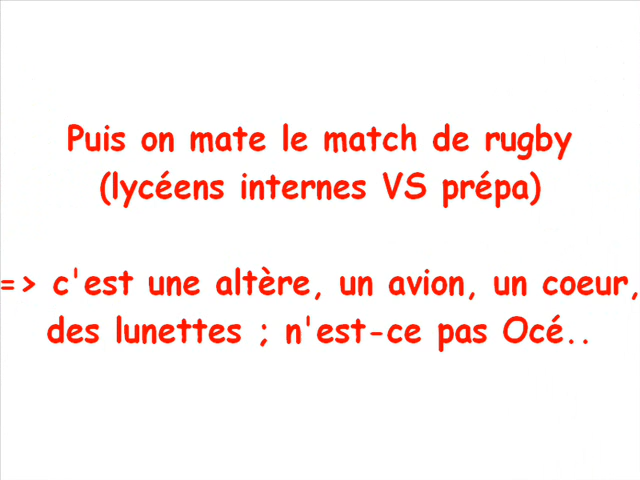 Puis on mate le match de rugby
(lycéens internes VS prépa)
=> c'est une altère, un avion, un coeur,
des lunettes ; n'est-ce pas Océ..